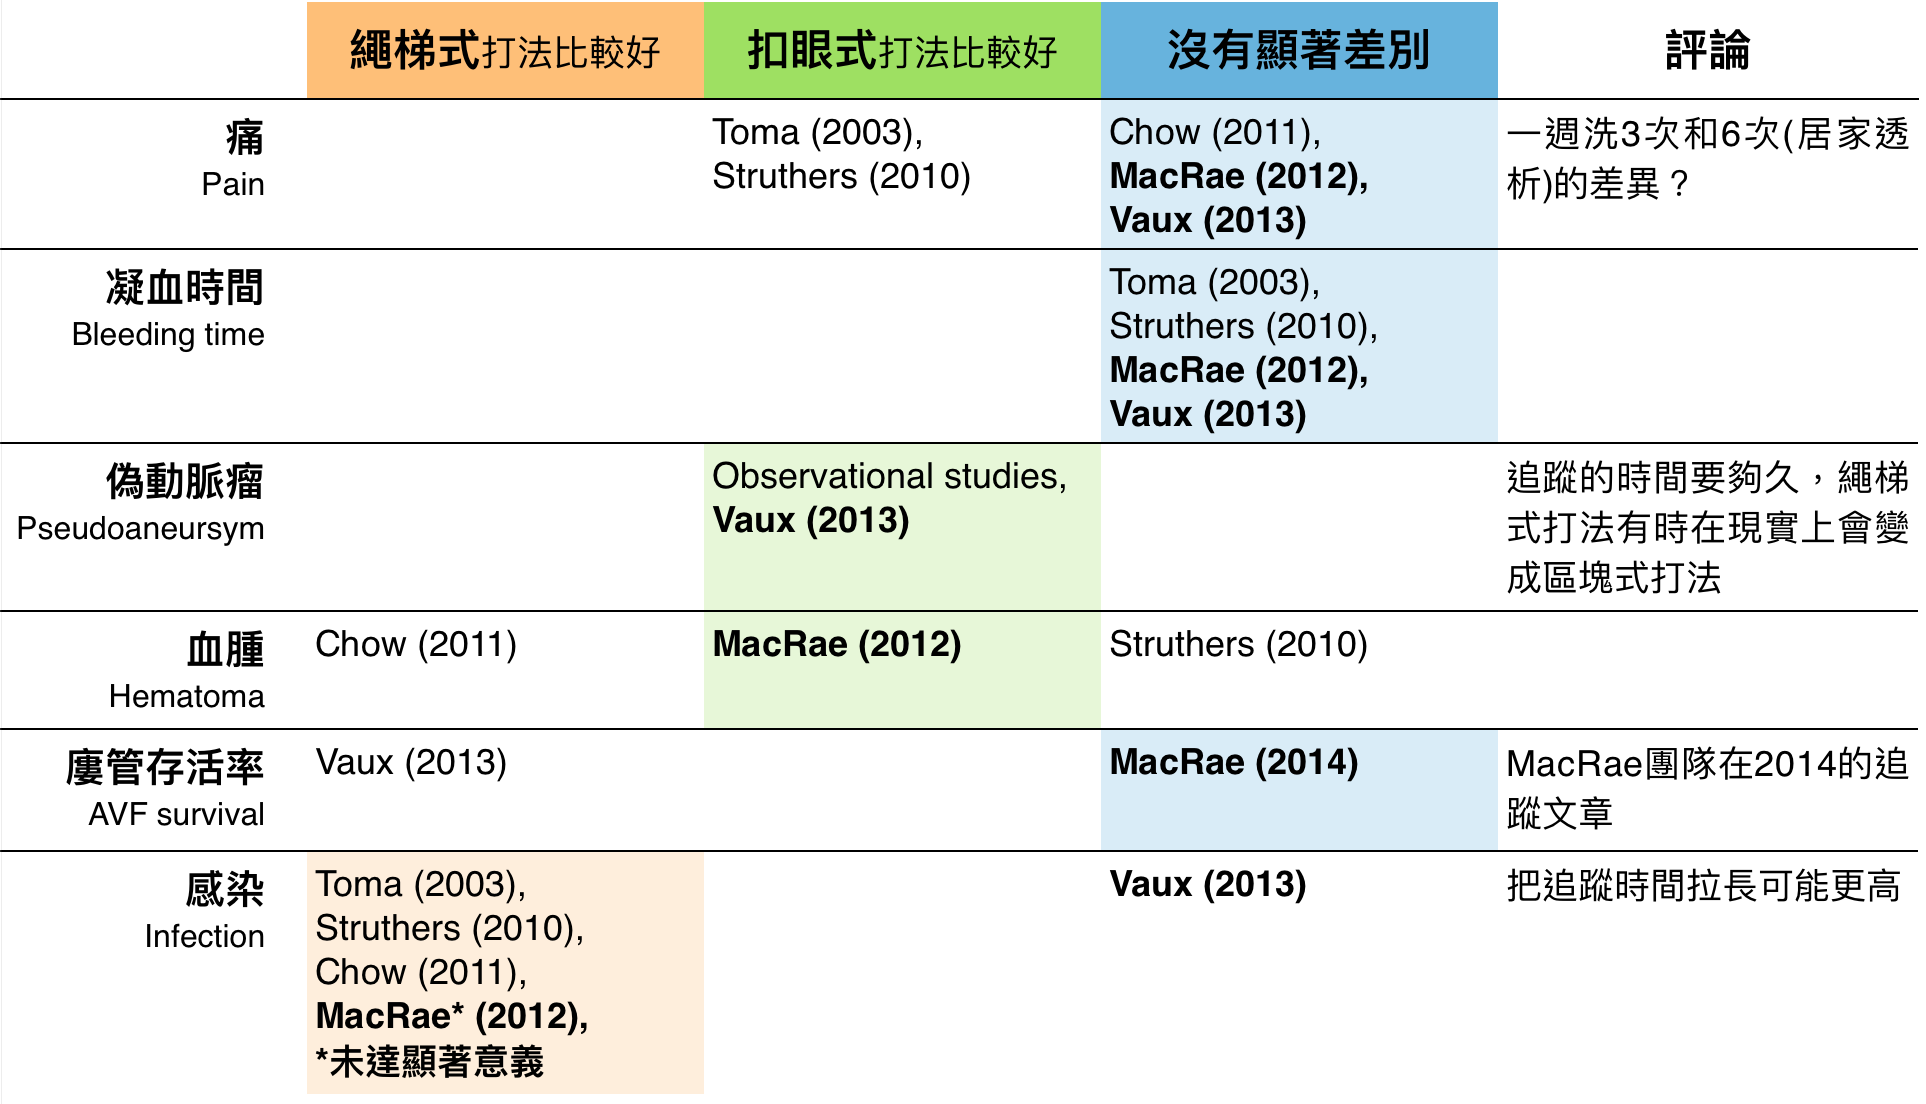 繩梯式打法比較好 扣眼式打法比較好 沒有顯著差別 評論
痛
Pain
Toma (2003),
Struthers (2010)
Chow (2011),
MacRae (2012),
Vaux (2013)
一週洗3次和6次(居家透
析)的差異？
凝血時間
Bleeding time
Toma (2003),
Struthers (2010),
MacRae (2012),
Vaux (2013)
偽動脈瘤
Pseudoaneursym
Observational studies,
Vaux (2013)
追蹤的時間要夠久，繩梯
式打法有時在現實上會變
成區塊式打法
血腫
Hematoma
Chow (2011)
MacRae (2012)
Struthers (2010)
廔管存活率
AVF survival
Vaux (2013)
MacRae (2014)
MacRae團隊在2014的追
蹤文章
感染
Infection
Toma (2003),
Struthers (2010),
Chow (2011),
MacRae* (2012),
*未達顯著意義
Vaux (2013)
把追蹤時間拉長可能更高